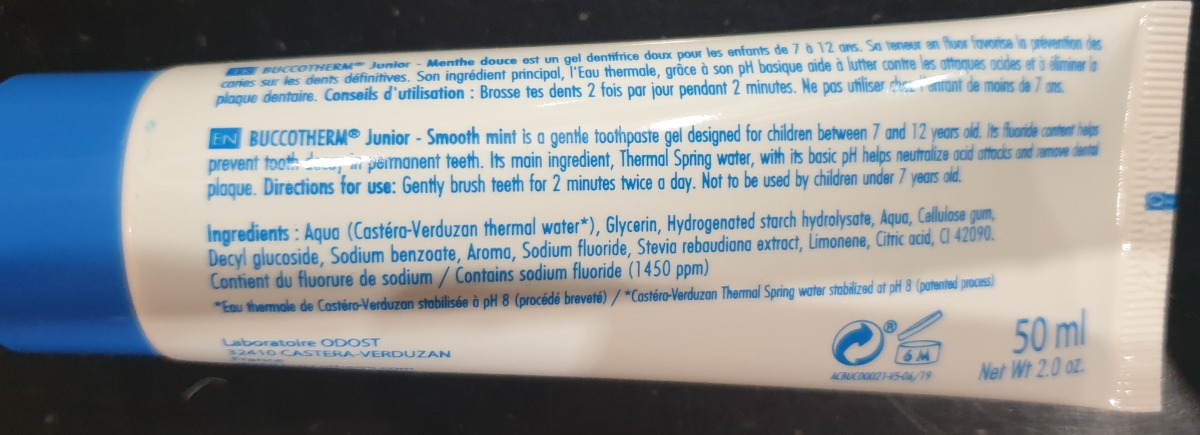 FR BUCCOTHERM® Junior - Menthe douce est un gel dentifrice doux pour les enfants de 7 à 12 ans. Sa teneur en fluor favorise la prévention des
caries sur les dents définitives. Son ingrédient principal, l'Eau thermale, grâce à son pH basique aide à lutter contre les attaques acides et à éliminer la
plaque dentaire. Conseils d'utilisation : Brosse tes dents 2 fois par jour pendant 2 minutes. Ne pas utiliser chez l'enfant de moins de 7 ans.
EN BUCCOTHERM® Junior - Smooth mint is a gentle toothpaste gel designed for children between 7 and 12 years old. Its fluoride content helps
prevent tooth decay in permanent teeth. Its main ingredient, Thermal Spring water, with its basic pH helps neutralize acid attacks and remove dental
plaque. Directions for use: Gently brush teeth for 2 minutes twice a day. Not to be used by children under 7 years old.
Ingredients : Aqua (Castéra-Verduzan thermal water*), Glycerin, Hydrogenated starch hydrolysate, Aqua, Cellulose gum,
Decyl glucoside, Sodium benzoate, Aroma, Sodium fluoride, Stevia rebaudiana extract, Limonene, Citric acid, CI 42090.
Contient du fluorure de sodium / Contains sodium fluoride (1450 ppm)
*Eau thermale de Castéra-Verduzan stabilisée à pH 8 (procédé breveté) / *Castéra-Verduzan Thermal Spring water stabilized at pH 8 (patented process)
Laboratoire ODOST
32410 CASTERA-VERDUZAN
France
®
6 M
ACBUC00021-V5-06/19
50 ml
Net Wt 2.0 oz.